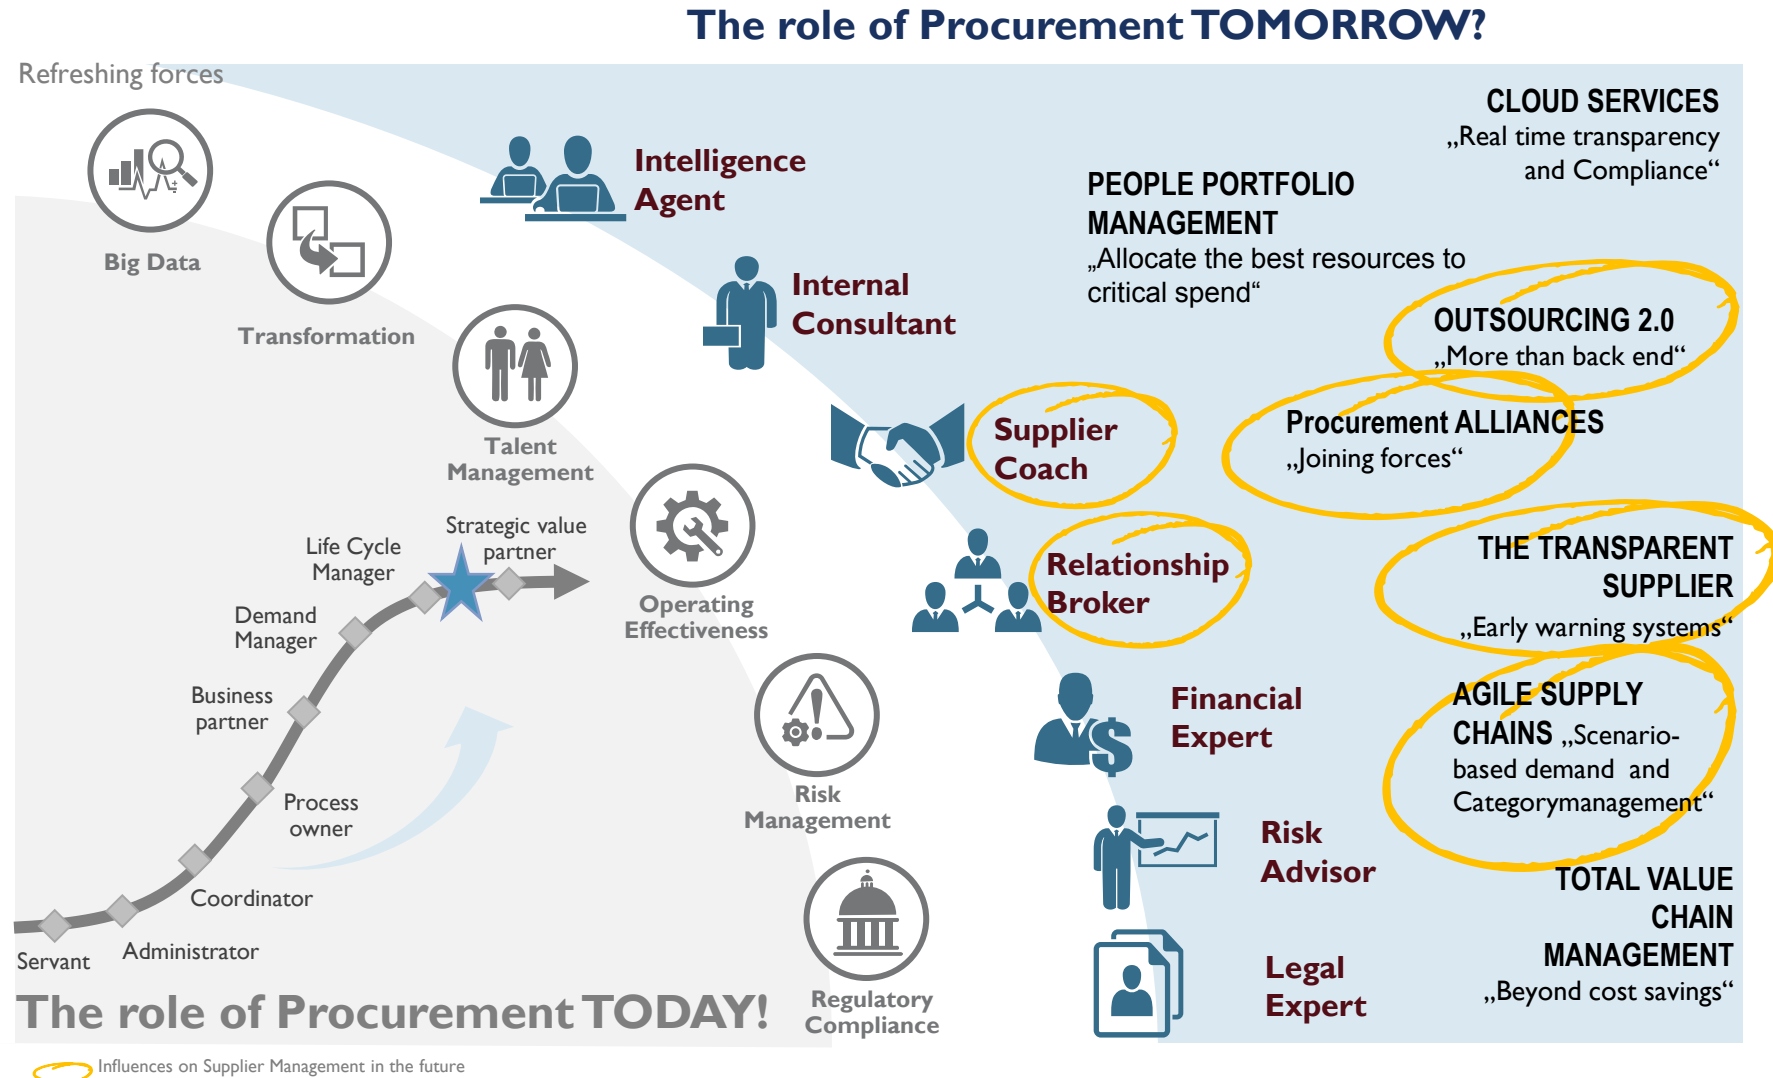 The role of Procurement TOMORROW?
Refreshing forces
Big Data
Transformation
Talent
Management
Operating
Effectiveness
Risk
Management
Regulatory
Compliance
Strategic value
partner
Life Cycle
Manager
Demand
Manager
Business
partner
Process
owner
Coordinator
Administrator
Servant
The role of Procurement TODAY!
Intelligence
Agent
Internal
Consultant
Supplier
Coach
Relationship
Broker
Financial
Expert
Risk
Advisor
Legal
Expert
CLOUD SERVICES
„Real time transparency
and Compliance“
PEOPLE PORTFOLIO
MANAGEMENT
„Allocate the best resources to
critical spend“
OUTSOURCING 2.0
„More than back end“
Procurement ALLIANCES
„Joining forces“
THE TRANSPARENT
SUPPLIER
„Early warning systems“
AGILE SUPPLY
CHAINS „Scenario-
based demand and
Categorymanagement“
TOTAL VALUE
CHAIN
MANAGEMENT
„Beyond cost savings“
Influences on Supplier Management in the future